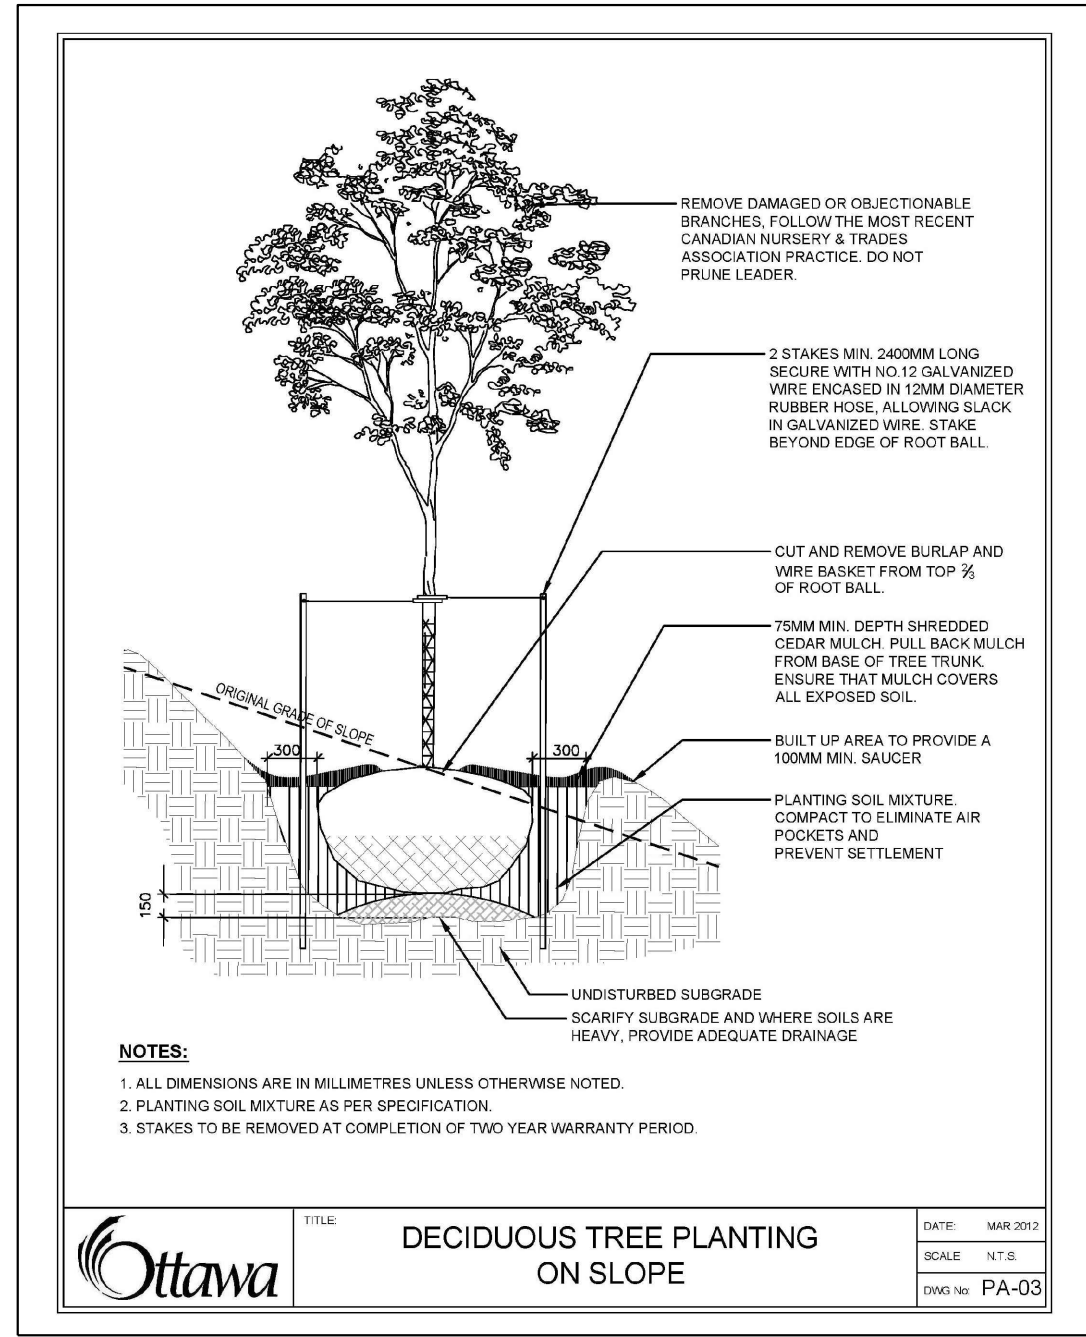 REMOVE DAMAGED OR OBJECTIONABLE
BRANCHES, FOLLOW THE MOST RECENT
CANADIAN NURSERY & TRADES
ASSOCIATION PRACTICE. DO NOT
PRUNE LEADER.
2 STAKES MIN. 2400MM LONG
SECURE WITH NO.12 GALVANIZED
WIRE ENCASED IN 12MM DIAMETER
RUBBER HOSE, ALLOWING SLACK
IN GALVANIZED WIRE. STAKE
BEYOND EDGE OF ROOT BALL.
CUT AND REMOVE BURLAP AND
WIRE BASKET FROM TOP ⅔
OF ROOT BALL.
75MM MIN. DEPTH SHREDDED
CEDAR MULCH. PULL BACK MULCH
FROM BASE OF TREE TRUNK.
ENSURE THAT MULCH COVERS
ALL EXPOSED SOIL.
ORIGINAL GRADE OF SLOPE
300
300
BUILT UP AREA TO PROVIDE A
100MM MIN. SAUCER
PLANTING SOIL MIXTURE.
COMPACT TO ELIMINATE AIR
POCKETS AND
PREVENT SETTLEMENT
150
UNDISTURBED SUBGRADE
SCARIFY SUBGRADE AND WHERE SOILS ARE
HEAVY, PROVIDE ADEQUATE DRAINAGE
NOTES:
1. ALL DIMENSIONS ARE IN MILLIMETRES UNLESS OTHERWISE NOTED.
2. PLANTING SOIL MIXTURE AS PER SPECIFICATION.
3. STAKES TO BE REMOVED AT COMPLETION OF TWO YEAR WARRANTY PERIOD.
Ottawa
TITLE:
DECIDUOUS TREE PLANTING
ON SLOPE
DATE: MAR 2012
SCALE N.T.S.
DWG No: PA-03